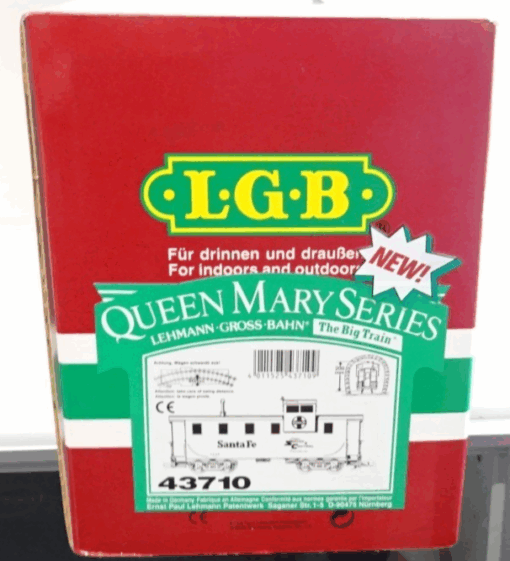 L·G·B
Für drinnen und draußen
For indoors and outdoors
NEW!
QUEEN MARY SERIES
LEHMANN·GROSS·BAHN® The Big Train
Santa Fe
43710
Made in Germany Fabriqué en Allemagne
Ernst Paul Lehmann Patentwerk Saganer Str. 1-5 D-90475 Nürnberg
CE